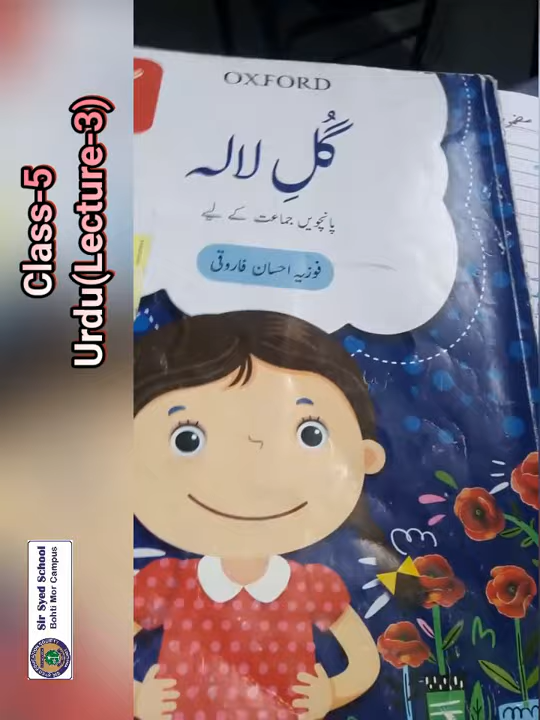 Class-5
Urdu(Lecture-3)
Sir Syed School
Bohti Mor Campus
OXFORD
گُلِ لالہ
پانچویں جماعت کے لیے
فوزیہ احسان فاروقی